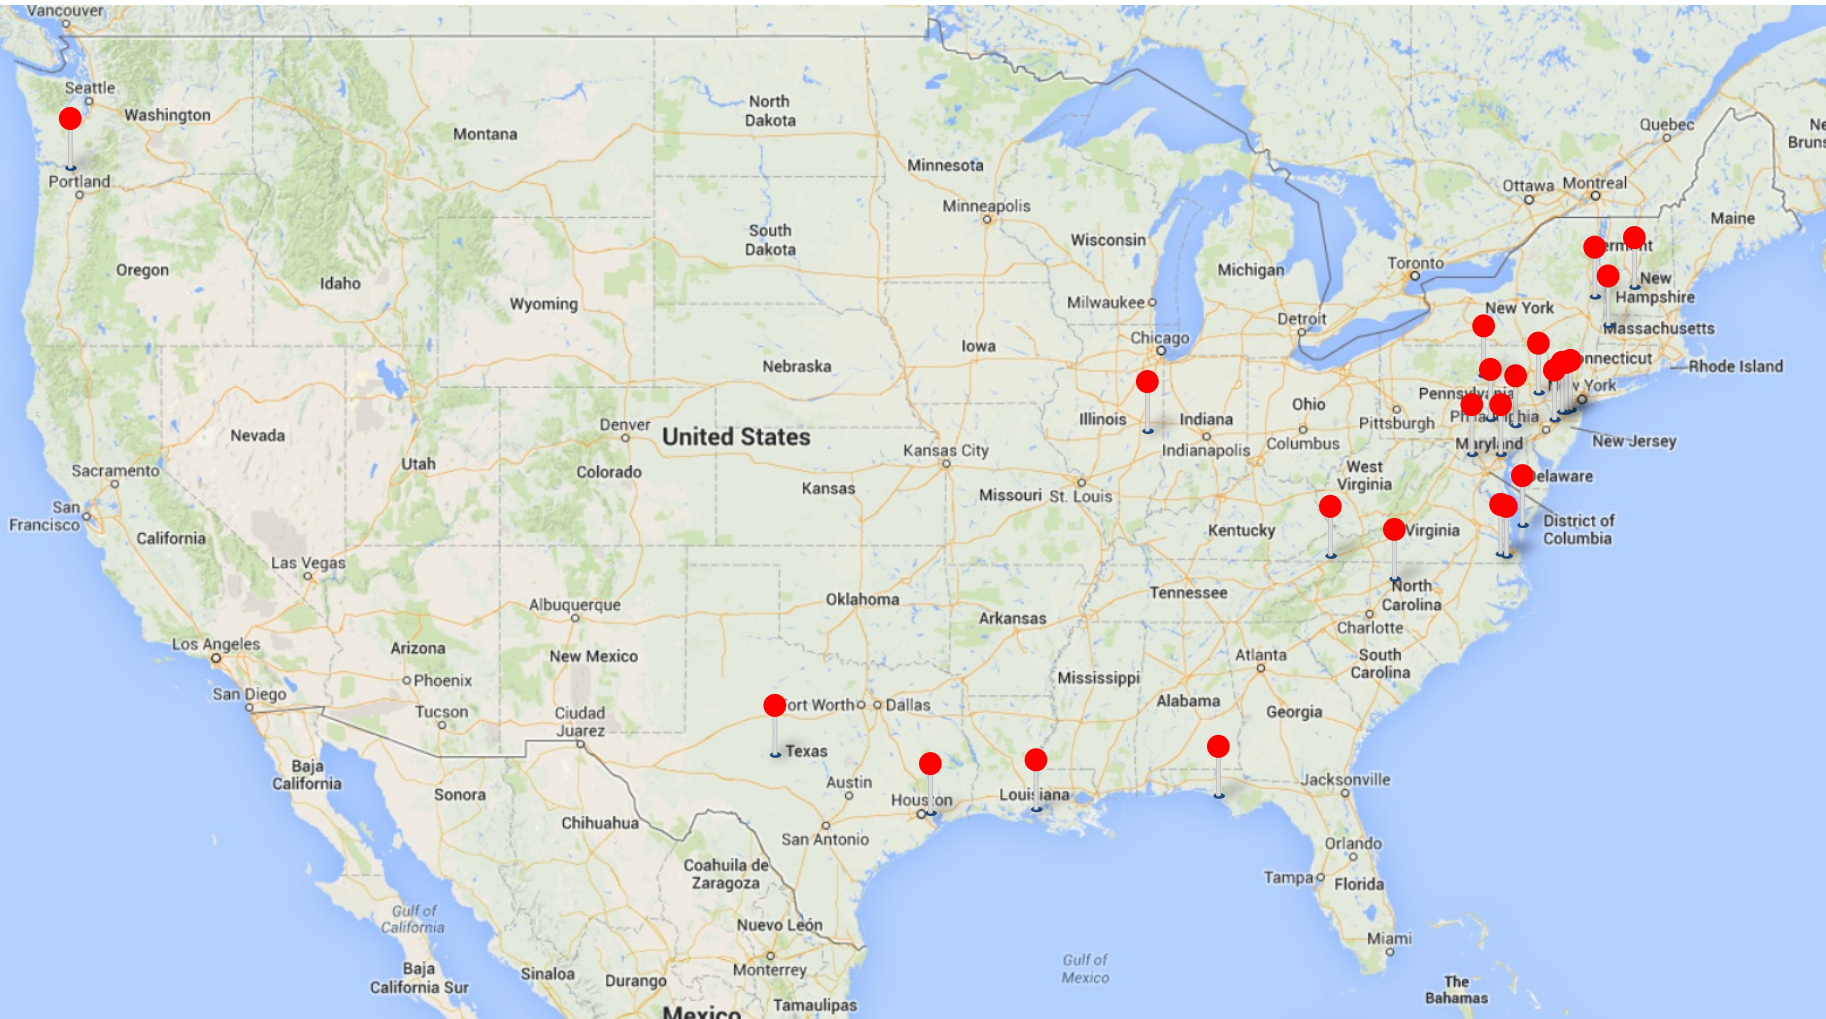 Vancouver
Seattle
Washington
Portland
Montana
North
Dakota
Minnesota
Quebec
Ottawa
Montreal
Maine
Minneapolis
South
Dakota
Wisconsin
Oregon
Idaho
Michigan
Toronto
New
Hampshire
Wyoming
Milwaukee
Detroit
New York
Massachusetts
Chicago
Iowa
Nebraska
Rhode Island
Illinois
Indiana
Ohio
Pittsburgh
Indianapolis
Columbus
Maryland
New Jersey
Nevada
Denver
United States
Kansas City
Utah
Colorado
Sacramento
Kansas
Missouri
St. Louis
West
Virginia
San
Francisco
California
Kentucky
Virginia
District of
Columbia
Las Vegas
Albuquerque
Oklahoma
Arkansas
Tennessee
North
Carolina
Charlotte
Los Angeles
Arizona
New Mexico
Atlanta
South
Carolina
Phoenix
San Diego
Tucson
Ciudad
Juarez
Worth
Dallas
Mississippi
Alabama
Georgia
Texas
Baja
California
Sonora
Austin
Houston
Louisiana
Jacksonville
Chihuahua
San Antonio
Orlando
Coahuila de
Zaragoza
Tampa
Florida
Gulf of
California
Nuevo León
Miami
Baja
California Sur
Sinaloa
Durango
Monterrey
Gulf of
Mexico
The
Bahamas
Tamaulipas
Mexico